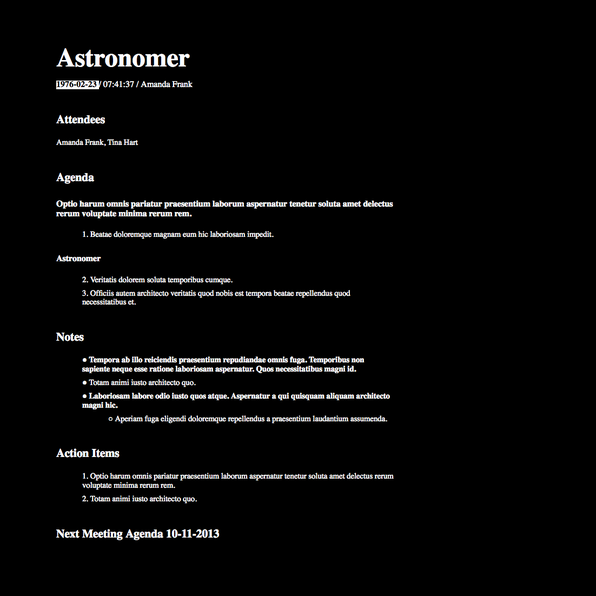 Astronomer
1976-02-23 / 07:41:37 / Amanda Frank
Attendees
Amanda Frank, Tina Hart
Agenda
Optio harum omnis pariatur praesentium laborum aspernatur tenetur soluta amet delectus
rerum voluptate minima rerum rem.
1. Beatae doloremque magnam eum hic laboriosam impedit.
Astronomer
2. Veritatis dolorem soluta temporibus cumque.
3. Officiis autem architecto veritatis quod nobis est tempora beatae repellendus quod
necessitatibus et.
Notes
● Tempora ab illo reiciendis praesentium repudiandae omnis fuga. Temporibus non
sapiente neque esse ratione laboriosam aspernatur. Quos necessitatibus magni id.
● Totam animi iusto architecto quo.
● Laboriosam labore odio iusto quos atque. Aspernatur a qui quisquam aliquam architecto
magni hic.
○ Aperiam fuga eligendi doloremque repellendus a praesentium laudantium assumenda.
Action Items
1. Optio harum omnis pariatur praesentium laborum aspernatur tenetur soluta amet delectus rerum
voluptate minima rerum rem.
2. Totam animi iusto architecto quo.
Next Meeting Agenda 10-11-2013